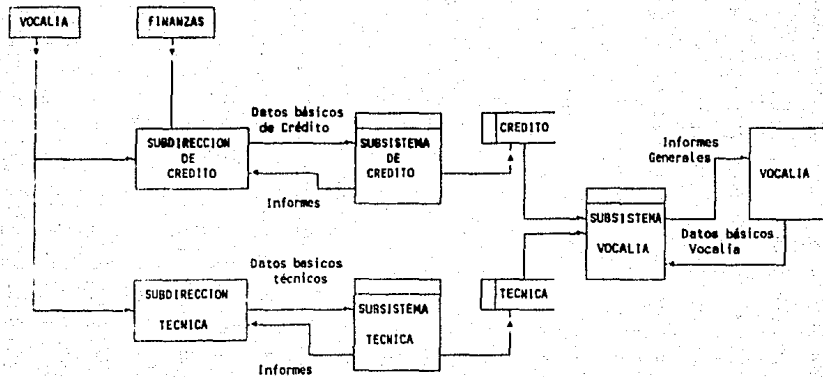 VOCALIA
FINANZAS
Datos básicos
de Crédito
SUBDIRECCION
DE
CREDITO
SUBSISTEMA
DE
CREDITO
CREDITO
Informes
Informes
Generales
VOCALIA
SUBSISTEMA
VOCALIA
Datos básicos
Vocalia
Datos basicos
técnicos
SUBDIRECCION
TECNICA
SUBSISTEMA
TECNICA
TECNICA
Informes